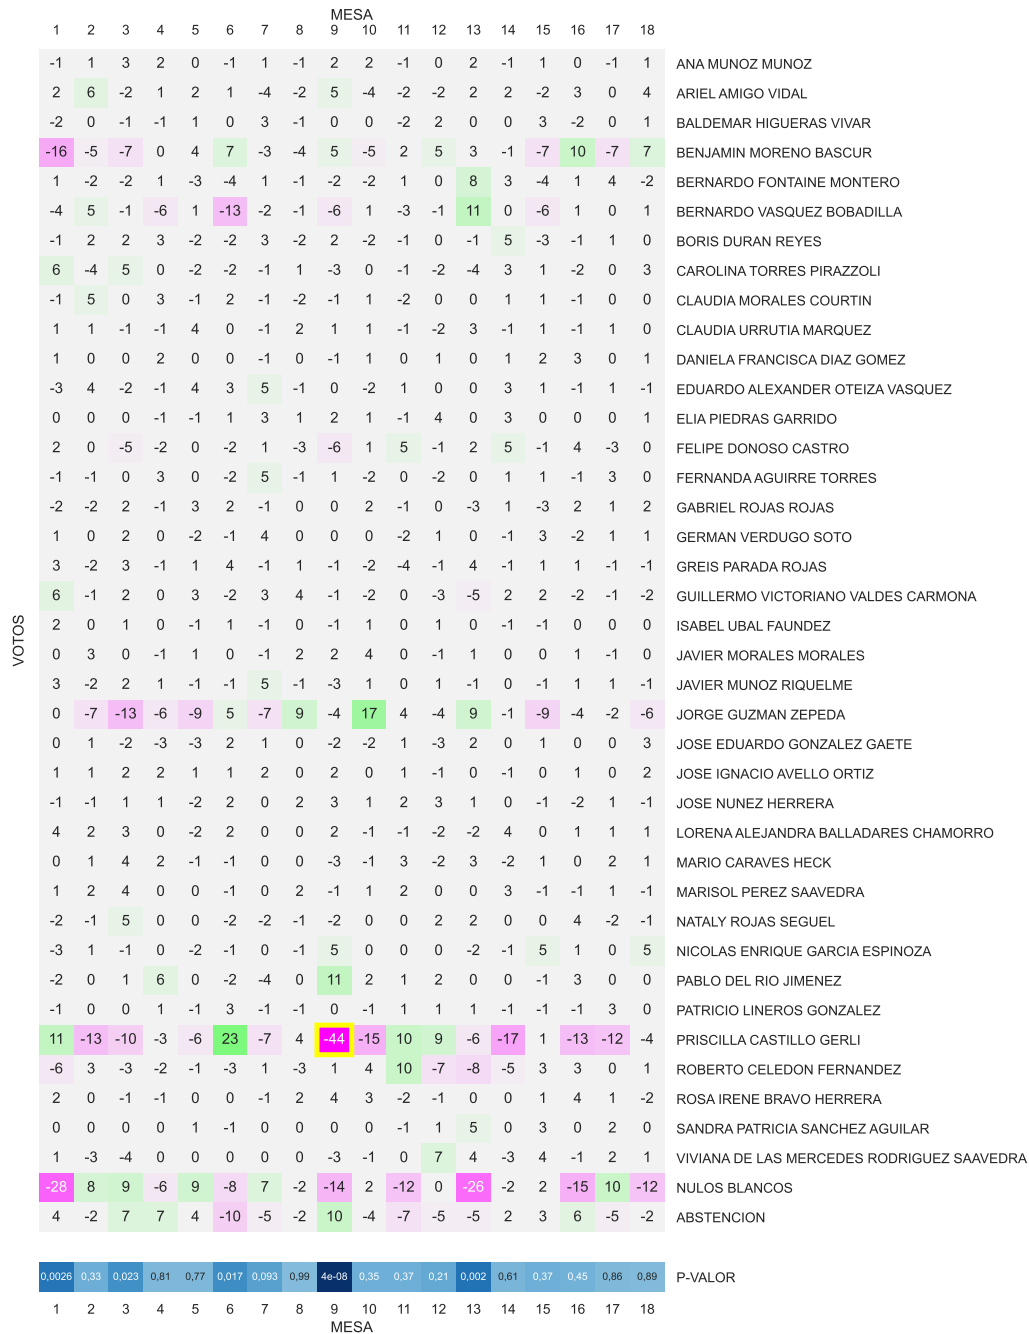 MESA
1 2 3 4 5 6 7 8 9 10 11 12 13 14 15 16 17 18
-1 1 3 2 0 -1 1 -1 2 2 -1 0 2 -1 1 0 -1 1 ANA MUNOZ MUNOZ
2 6 -2 1 2 1 -4 -2 5 -4 -2 -2 2 2 -2 3 0 4 ARIEL AMIGO VIDAL
-2 0 -1 -1 1 0 3 -1 0 0 -2 2 0 0 3 -2 0 1 BALDEMAR HIGUERAS VIVAR
-16 -5 -7 0 4 7 -3 -4 5 -5 2 5 3 -1 -7 10 -7 7 BENJAMIN MORENO BASCUR
1 -2 -2 1 -3 -4 1 -1 -2 -2 1 0 8 3 -4 1 4 -2 BERNARDO FONTAINE MONTERO
-4 5 -1 -6 1 -13 -2 -1 -6 1 -3 -1 11 0 -6 1 0 1 BERNARDO VASQUEZ BOBADILLA
-1 2 2 3 -2 -2 3 -2 2 -2 -1 0 -1 5 -3 -1 1 0 BORIS DURAN REYES
6 -4 5 0 -2 -2 -1 1 -3 0 -1 -2 -4 3 1 -2 0 3 CAROLINA TORRES PIRAZZOLI
-1 5 0 3 -1 2 -1 -2 -1 1 -2 0 0 1 1 -1 0 0 CLAUDIA MORALES COURTIN
1 1 -1 -1 4 0 -1 2 1 1 -1 -2 3 -1 1 -1 1 0 CLAUDIA URRUTIA MARQUEZ
1 0 0 2 0 0 -1 0 -1 1 0 1 0 1 2 3 0 1 DANIELA FRANCISCA DIAZ GOMEZ
-3 4 -2 -1 4 3 5 -1 0 -2 1 0 0 3 1 -1 1 -1 EDUARDO ALEXANDER OTEIZA VASQUEZ
0 0 0 -1 -1 1 3 1 2 1 -1 4 0 3 0 0 0 1 ELIA PIEDRAS GARRIDO
2 0 -5 -2 0 -2 1 -3 -6 1 5 -1 2 5 -1 4 -3 0 FELIPE DONOSO CASTRO
-1 -1 0 3 0 -2 5 -1 1 -2 0 -2 0 1 1 -1 3 0 FERNANDA AGUIRRE TORRES
-2 -2 2 -1 3 2 -1 0 0 2 -1 0 -3 1 -3 2 1 2 GABRIEL ROJAS ROJAS
1 0 2 0 -2 -1 4 0 0 0 -2 1 0 -1 3 -2 1 1 GERMAN VERDUGO SOTO
3 -2 3 -1 1 4 -1 1 -1 -2 -4 -1 4 -1 1 1 -1 -1 GREIS PARADA ROJAS
6 -1 2 0 3 -2 3 4 -1 -2 0 -3 -5 2 2 -2 -1 -2 GUILLERMO VICTORIANO VALDES CARMONA
2 0 1 0 -1 1 -1 0 -1 1 0 1 0 -1 -1 0 0 0 ISABEL UBAL FAUNDEZ
0 3 0 -1 1 0 -1 2 2 4 0 -1 1 0 0 1 -1 0 JAVIER MORALES MORALES
3 -2 2 1 -1 -1 5 -1 -3 1 0 1 -1 0 -1 1 1 -1 JAVIER MUNOZ RIQUELME
0 -7 -13 -6 -9 5 -7 9 -4 17 4 -4 9 -1 -9 -4 -2 -6 JORGE GUZMAN ZEPEDA
0 1 -2 -3 -3 2 1 0 -2 -2 1 -3 2 0 1 0 0 3 JOSE EDUARDO GONZALEZ GAETE
1 1 2 2 1 1 2 0 2 0 1 -1 0 -1 0 1 0 2 JOSE IGNACIO AVELLO ORTIZ
-1 -1 1 1 -2 2 0 2 3 1 2 3 1 0 -1 -2 1 -1 JOSE NUNEZ HERRERA
4 2 3 0 -2 2 0 0 2 -1 -1 -2 -2 4 0 1 1 1 LORENA ALEJANDRA BALLADARES CHAMORRO
0 1 4 2 -1 -1 0 0 -3 -1 3 -2 3 -2 1 0 2 1 MARIO CARAVES HECK
1 2 4 0 0 -1 0 2 -1 1 2 0 0 3 -1 -1 1 -1 MARISOL PEREZ SAAVEDRA
-2 -1 5 0 0 -2 -2 -1 -2 0 0 2 2 0 0 4 -2 -1 NATALY ROJAS SEGUEL
-3 1 -1 0 -2 -1 0 -1 5 0 0 0 -2 -1 5 1 0 5 NICOLAS ENRIQUE GARCIA ESPINOZA
-2 0 1 6 0 -2 -4 0 11 2 1 2 0 0 -1 3 0 0 PABLO DEL RIO JIMENEZ
-1 0 0 1 -1 3 -1 -1 0 -1 1 1 1 -1 -1 -1 3 0 PATRICIO LINEROS GONZALEZ
11 -13 -10 -3 -6 23 -7 4 -44 -15 10 9 -6 -17 1 -13 -12 -4 PRISCILLA CASTILLO GERLI
-6 3 -3 -2 -1 -3 1 -3 1 4 10 -7 -8 -5 3 3 0 1 ROBERTO CELEDON FERNANDEZ
2 0 -1 -1 0 0 -1 2 4 3 -2 -1 0 0 1 4 1 -2 ROSA IRENE BRAVO HERRERA
0 0 0 0 1 -1 0 0 0 0 -1 1 5 0 3 0 2 0 SANDRA PATRICIA SANCHEZ AGUILAR
1 -3 -4 0 0 0 0 0 -3 -1 0 7 4 -3 4 -1 2 1 VIVIANA DE LAS MERCEDES RODRIGUEZ SAAVEDRA
-28 8 9 -6 9 -8 7 -2 -14 2 -12 0 -26 -2 2 -15 10 -12 NULOS BLANCOS
4 -2 7 7 4 -10 -5 -2 10 -4 -7 -5 -5 2 3 6 -5 -2 ABSTENCION
VOTOS
0,0026 0,33 0,023 0,81 0,77 0,017 0,093 0,99 4e-08 0,35 0,37 0,21 0,002 0,61 0,37 0,45 0,86 0,89 P-VALOR
1 2 3 4 5 6 7 8 9 10 11 12 13 14 15 16 17 18
MESA